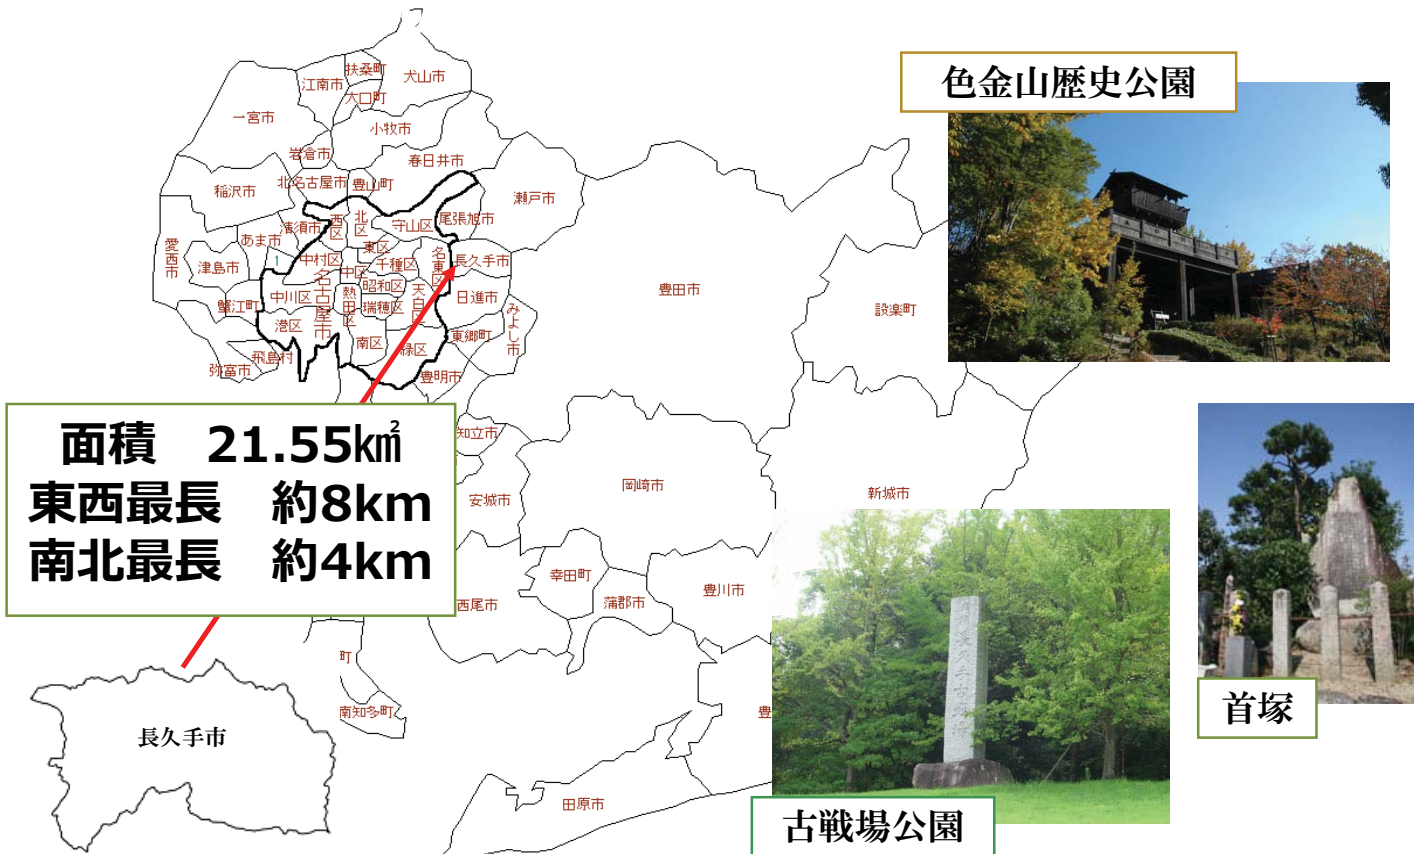 色金山歴史公園
扶桑町
犬山市
江南市
大口町
一宮市
小牧市
岩倉市
春日井市
稲沢市
北名古屋市
豊山町
瀬戸市
清須市
西区
北区
守山区
尾張旭市
あま市
東区
名東区
愛西市
津島市
1
中村区
中区
千種区
長久手市
名古屋市
昭和区
天白区
日進市
豊田市
設楽町
蟹江町
中川区
熱田区
瑞穂区
みよし市
港区
南区
緑区
東郷町
飛島村
弥富市
豊明市
面積 21.55k㎡
東西最長 約8km
南北最長 約4km
知立市
安城市
岡崎市
新城市
幸田町
西尾市
蒲郡市
豊川市
町
南知多町
豊
長久手市
田原市
長久手古戦場
古戦場公園
首塚